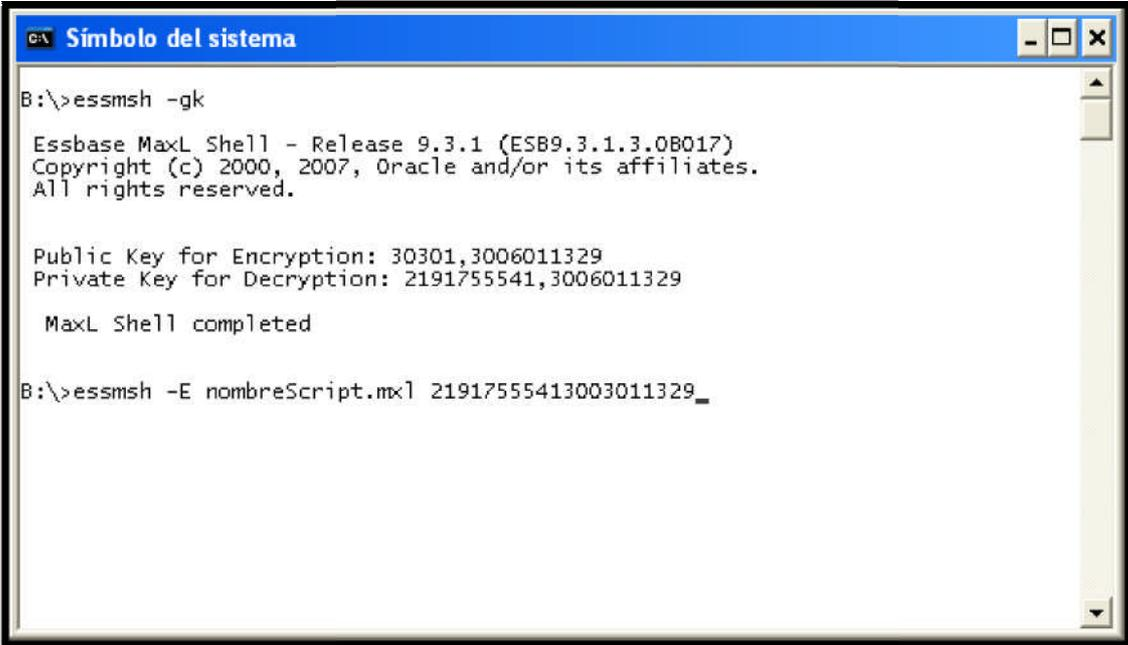 Símbolo del sistema
B:\>essmsh -gk
Essbase MaxL Shell - Release 9.3.1 (ESB9.3.1.3.0B017)
Copyright (c) 2000, 2007, Oracle and/or its affiliates.
All rights reserved.
Public Key for Encryption: 30301,3006011329
Private Key for Decryption: 2191755541,3006011329
MaxL Shell completed
B:\>essmsh -E nombreScript.mxl 21917555413003011329_